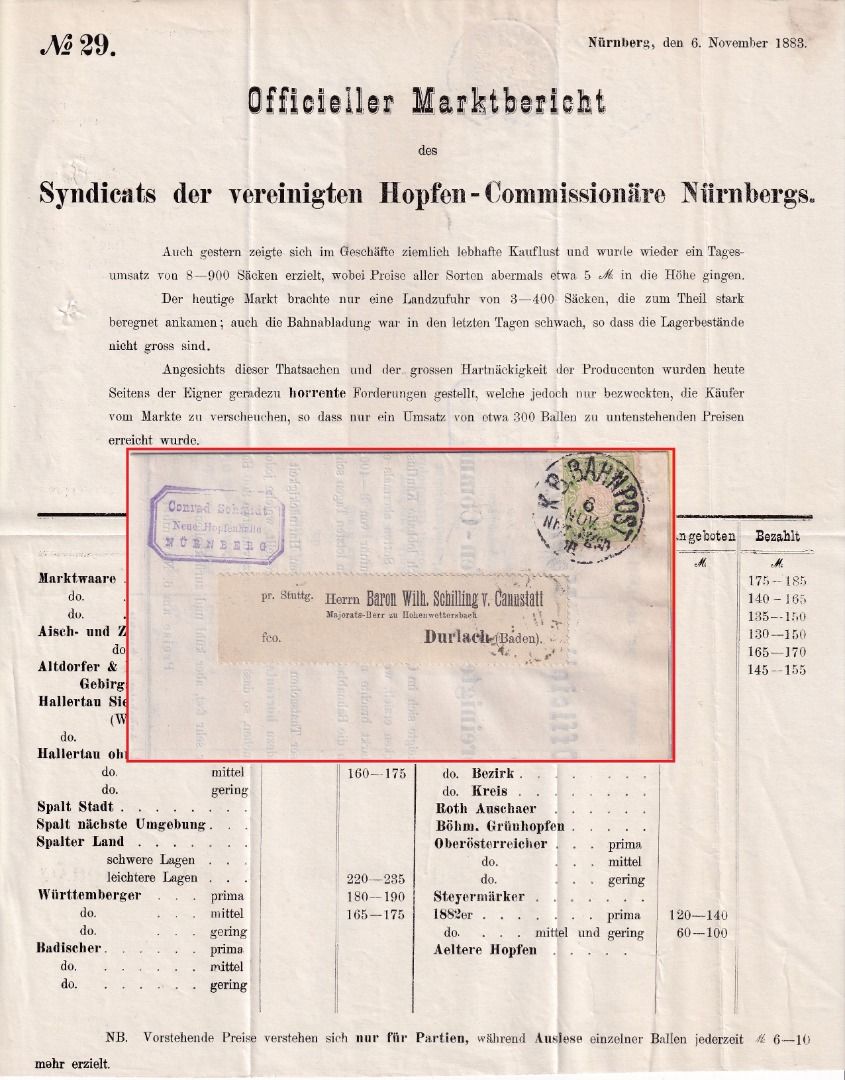 No 29.
Nürnberg, den 6. November 1883.
Officieller Marktbericht
des
Syndicats der vereinigten Hopfen-Commissionäre Nürnbergs.
Auch gestern zeigte sich im Geschäfte ziemlich lebhafte Kauflust und wurde wieder ein Tages-
umsatz von 8—900 Säcken erzielt, wobei Preise aller Sorten abermals etwa 5 M. in die Höhe gingen.
Der heutige Markt brachte nur eine Landzufuhr von 3—400 Säcken, die zum Theil stark
beregnet ankamen; auch die Bahnabladung war in den letzten Tagen schwach, so dass die Lagerbestände
nicht gross sind.
Angesichts dieser Thatsachen und der grossen Hartnäckigkeit der Producenten wurden heute
Seitens der Eigner geradezu horrente Forderungen gestellt, welche jedoch nur bezweckten, die Käufer
vom Markte zu verscheuchen, so dass nur ein Umsatz von etwa 300 Ballen zu untenstehenden Preisen
erreicht wurde.
Conrad Schmidt
Neue Hopfenhalle
NÜRNBERG
K.B. BAHNPOST
6
NOV
pr. Stuttg. Herrn Baron Wilh. Schilling v. Cannstatt
Majorats-Herr zu Hohenwettersbach
fco. Durlach (Baden).
ngeboten Bezahlt
M. M.
Marktwaare 175—185
do. 140—165
do. 135—150
Aisch- und Z 130—150
do 165—170
Altdorfer & 145—155
Gebirg
Hallertau Sie
(W
do.
Hallertau oh
do. mittel 160—175 do. Bezirk . . . . . . . .
do. gering do. Kreis . . . . . . . .
Spalt Stadt . . . . . . . . Roth Auschaer . . . . . .
Spalt nächste Umgebung . . . Böhm. Grünhopfen . . . . .
Spalter Land . . . . . . . Oberösterreicher . . . prima
schwere Lagen . . . do. . . . mittel
leichtere Lagen . . . 220—235 do. . . . gering
Württemberger . . . prima 180—190 Steyermärker . . . . . . .
do. . . . mittel 165—175 1882er . . . . . . . prima 120—140
do. . . . gering do. . . . mittel und gering 60—100
Badischer . . . . . . prima Aeltere Hopfen . . . . .
do. . . . . . . mittel
do. . . . . . . gering
NB. Vorstehende Preise verstehen sich nur für Partien, während Auslese einzelner Ballen jederzeit M. 6—10
mehr erzielt.